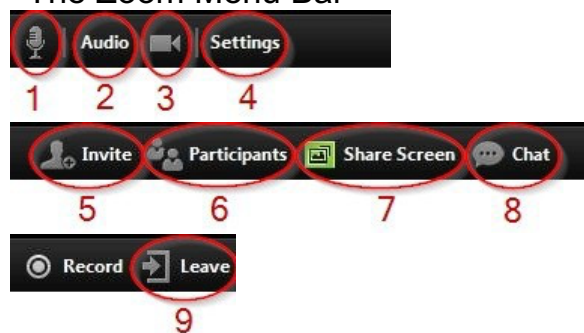 The Zoom Menu Bar
Audio Settings
1 2 3 4
Invite Participants Share Screen Chat
5 6 7 8
Record Leave
9